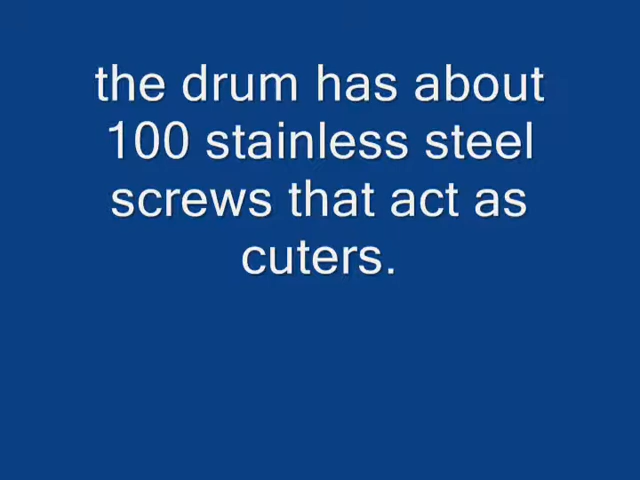 the drum has about
100 stainless steel
screws that act as
cuters.